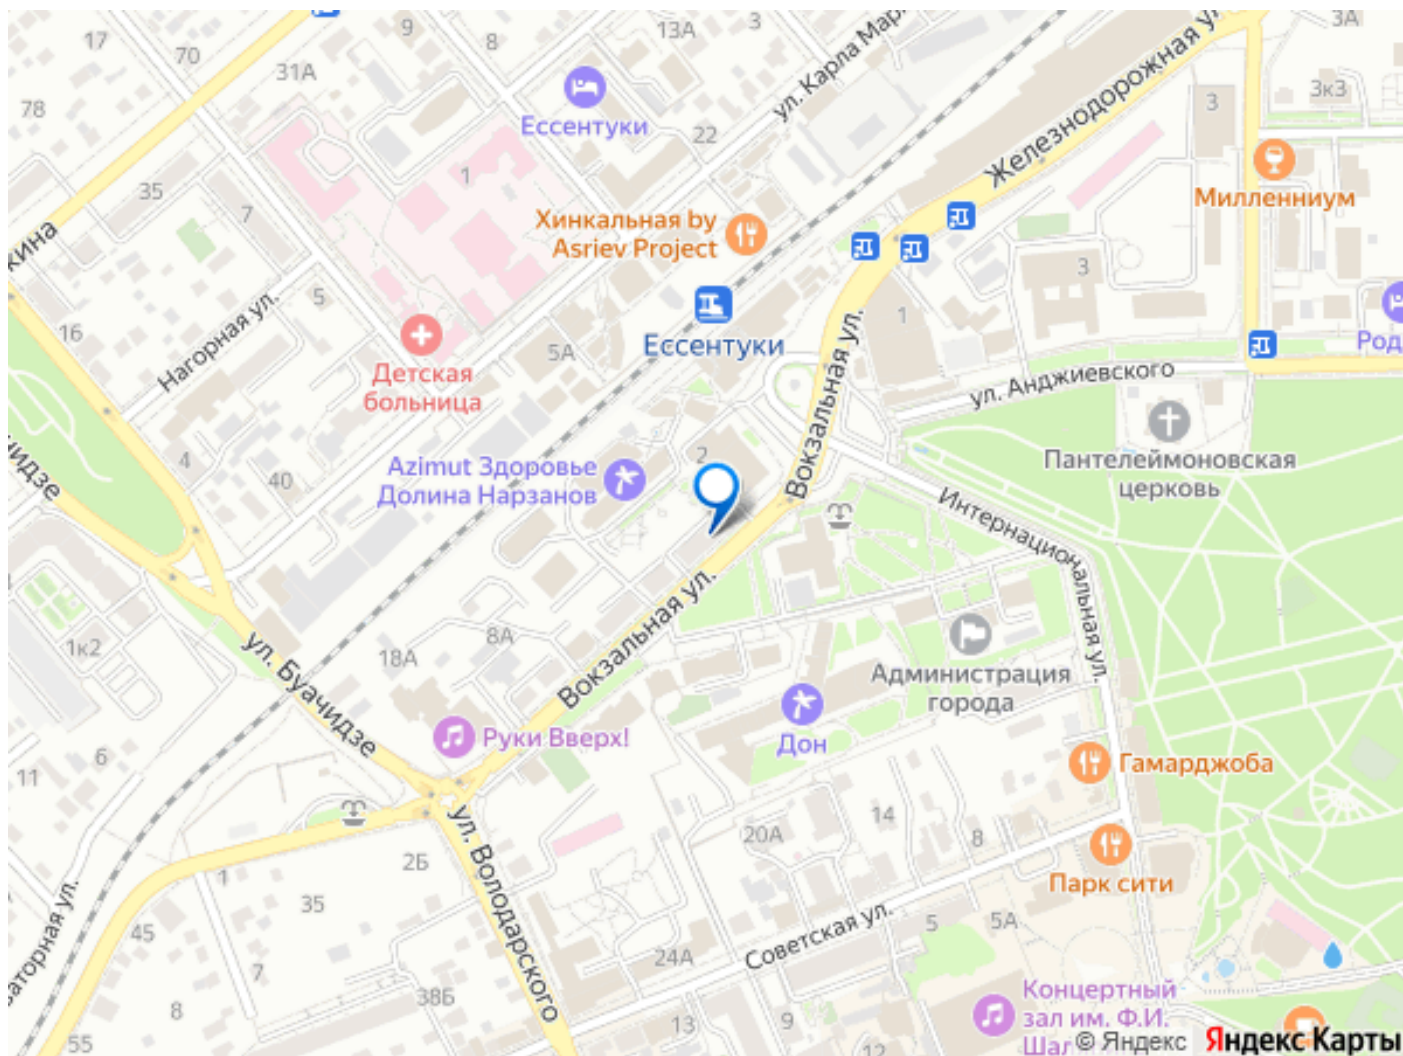 17
70
9
8
13А
3
3А
31А
78
ул. Карла Мар
Железнодорожная ул
3к3
3
Ессентуки
22
35
1
7
Милленниум
Хинкальная by
Asriev Project
кина
3
5
16
Нагорная ул.
5А
Ессентуки
1
Вокзальная ул.
Род
Детская
больница
ул. Анджиевского
чидзе
4
40
Azimut Здоровье
Долина Нарзанов
2
Пантелеймоновская
церковь
Интернациональная ул.
Вокзальная ул.
1к2
8А
18А
ул. Буачидзе
Администрация
города
Руки Вверх!
Дон
11
6
Гамарджоба
14
20А
8
2Б
1
ул. Володарского
Парк сити
35
45
5
5А
Советская ул.
аторная ул.
7
24А
38Б
8
13
9
55
12
Концертный
зал им. Ф.И.
Шал
© Яндекс Яндекс Карты